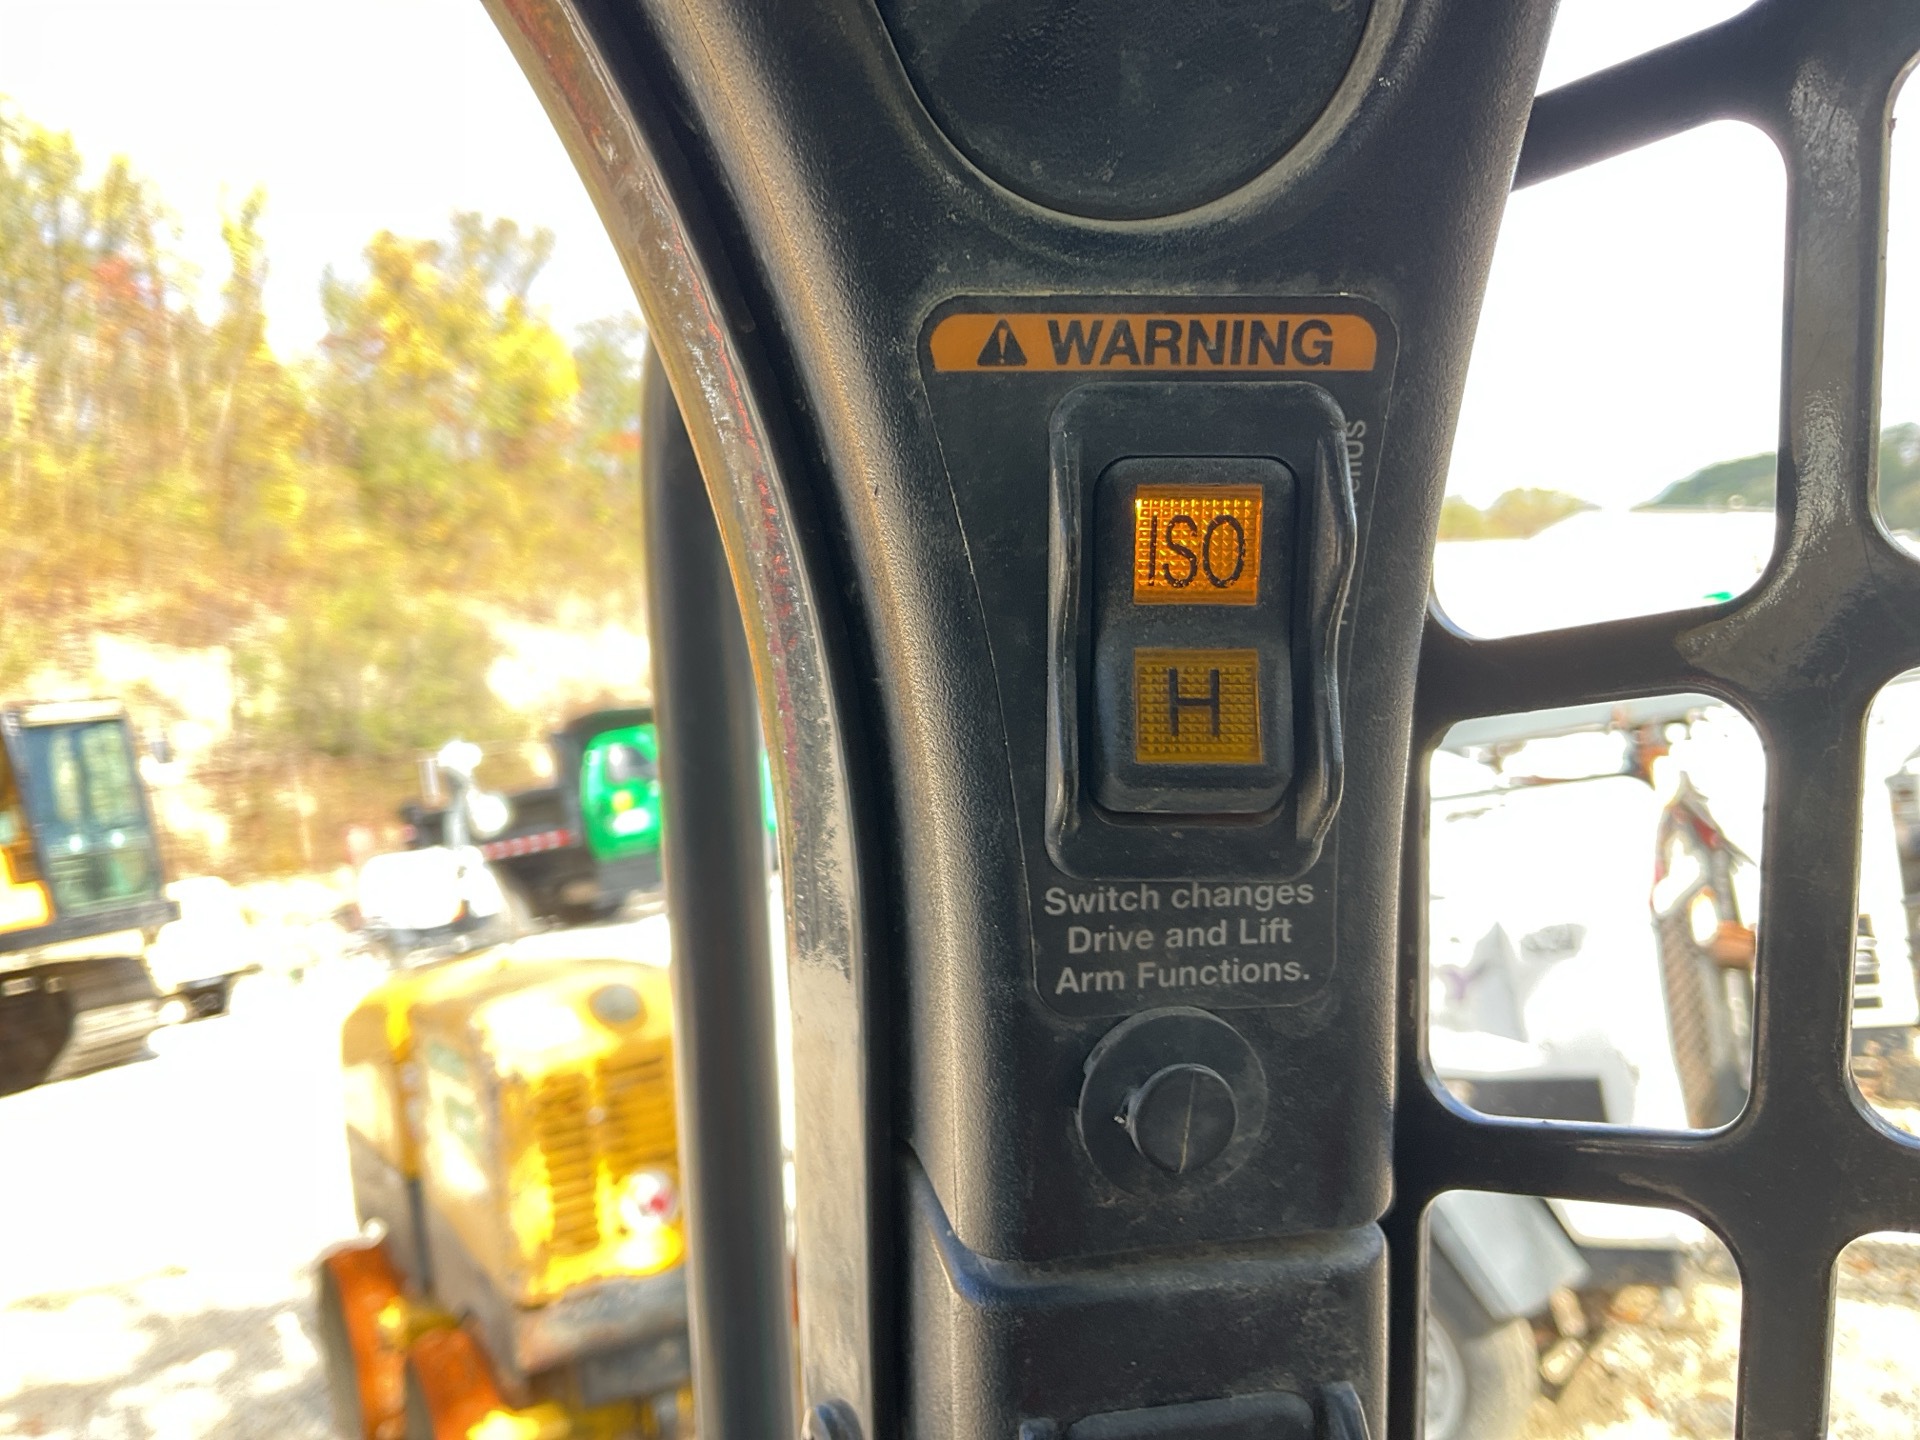 WARNING
ISO
H
Switch changes
Drive and Lift
Arm Functions.